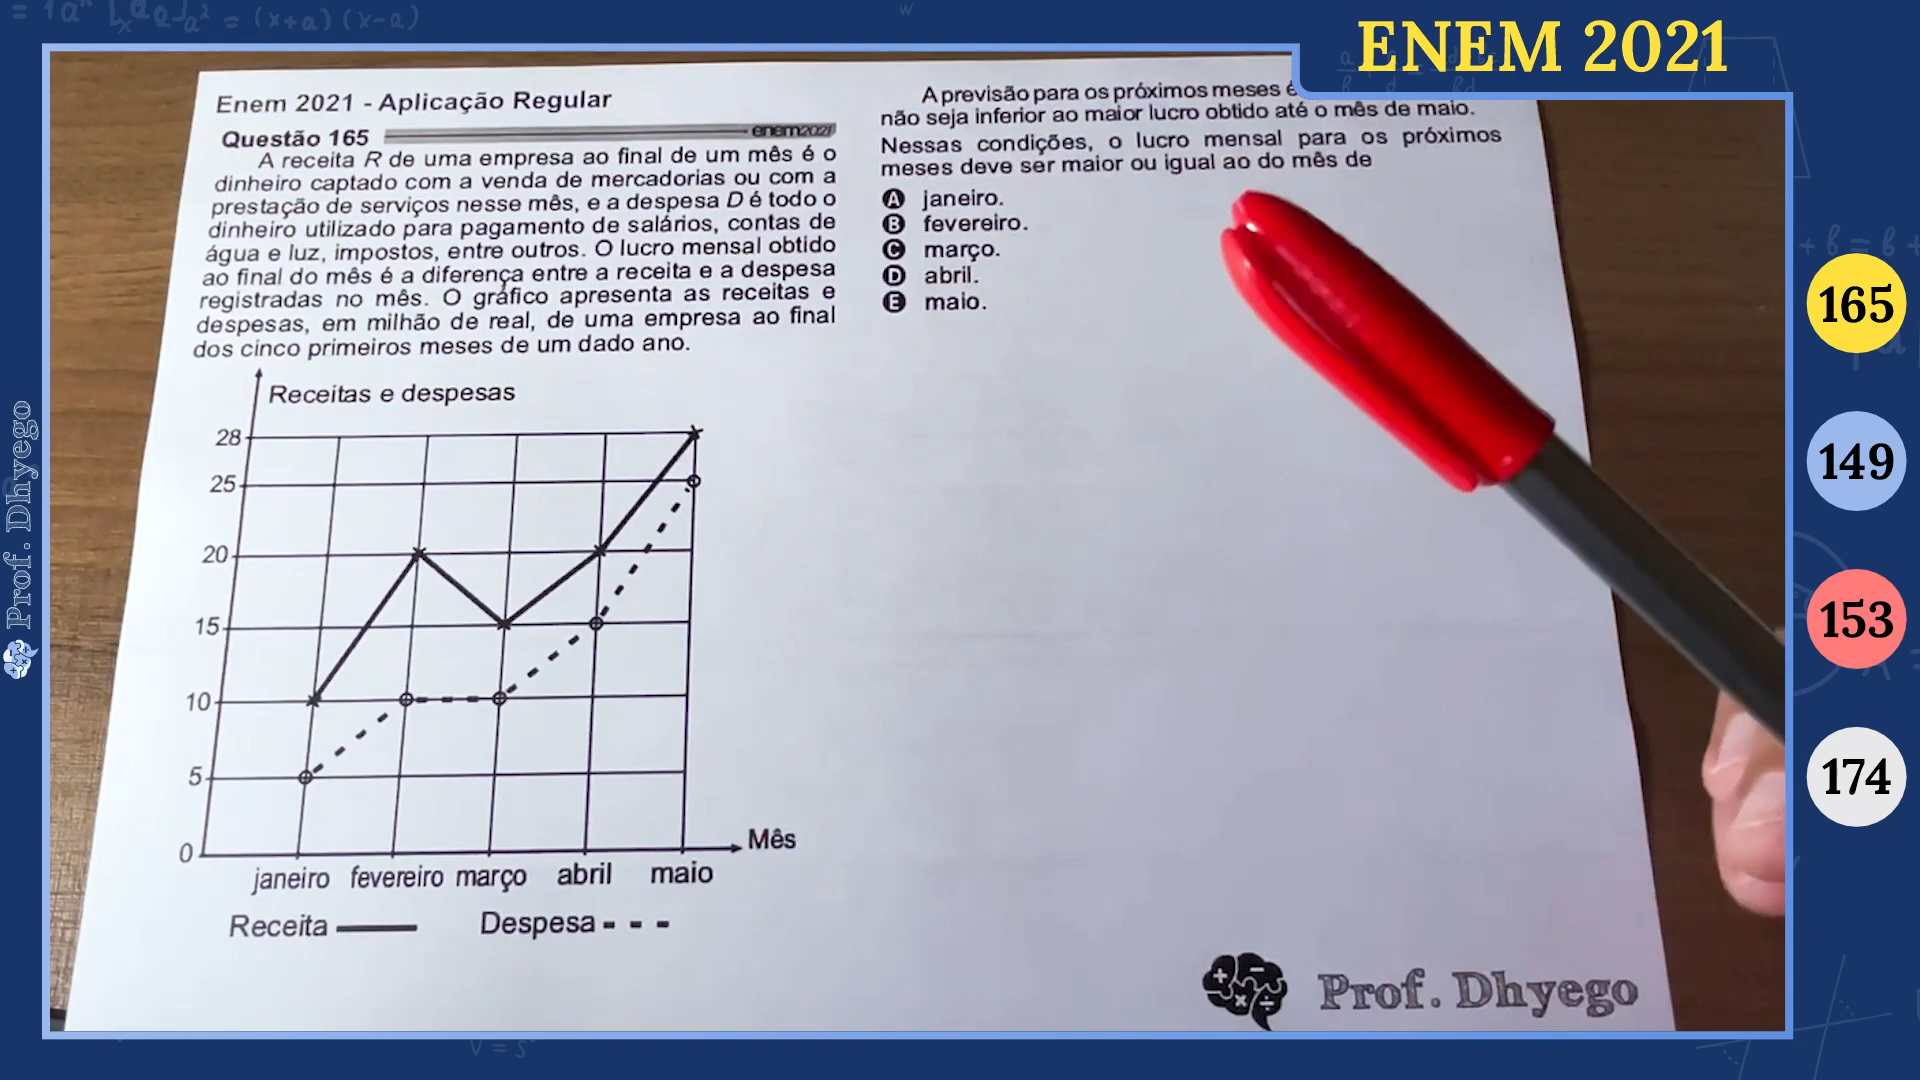 ENEM 2021
Enem 2021 - Aplicação Regular
Questão 165
enem2021
A receita R de uma empresa ao final de um mês é o
dinheiro captado com a venda de mercadorias ou com a
prestação de serviços nesse mês, e a despesa D é todo o
dinheiro utilizado para pagamento de salários, contas de
água e luz, impostos, entre outros. O lucro mensal obtido
ao final do mês é a diferença entre a receita e a despesa
registradas no mês. O gráfico apresenta as receitas e
despesas, em milhão de real, de uma empresa ao final
dos cinco primeiros meses de um dado ano.
Receitas e despesas
28
25
20
15
10
5
0
Mês
janeiro fevereiro março abril maio
Receita Despesa
A previsão para os próximos meses é
não seja inferior ao maior lucro obtido até o mês de maio.
Nessas condições, o lucro mensal para os próximos
meses deve ser maior ou igual ao do mês de
A janeiro.
B fevereiro.
C março.
D abril.
E maio.
Prof. Dhyego
165
149
153
174
Prof. Dhyego
= (x+a) (x-a)